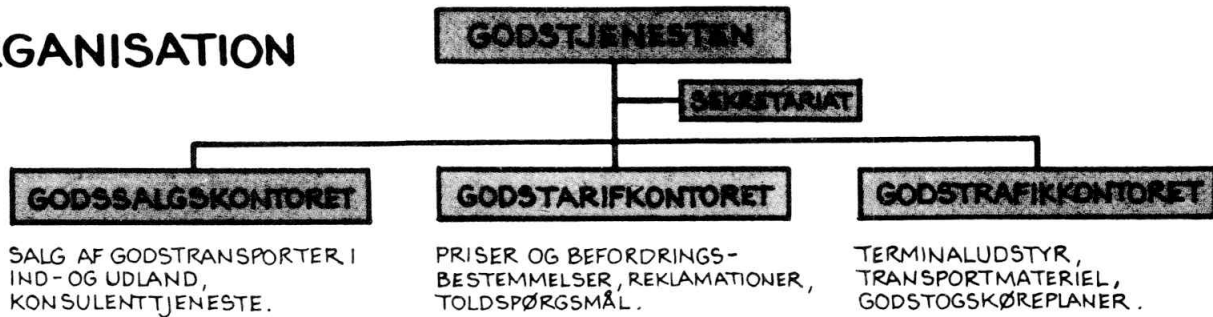 GANISATION
GODSTJENESTEN
SEKRETARIAT
GODSSALGSKONTORET
SALG AF GODSTRANSPORTER I
IND- OG UDLAND,
KONSULENTTJENESTE.
GODSTARIFKONTORET
PRISER OG BEFORDRINGS-
BESTEMMELSER, REKLAMATIONER,
TOLDSPØRGSMÅL.
GODSTRAFIKKONTORET
TERMINALUDSTYR,
TRANSPORTMATERIEL,
GODSTOGSKØREPLANER.